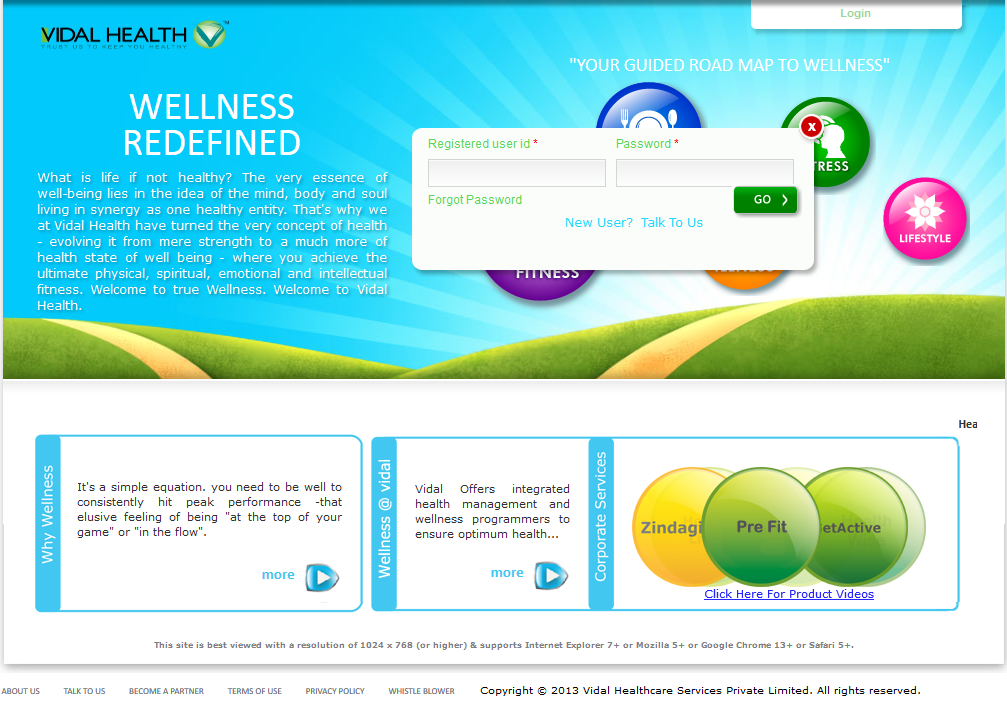 Login
VIDAL HEALTH ™
TRUST US TO KEEP YOU HEALTHY
"YOUR GUIDED ROAD MAP TO WELLNESS"
WELLNESS
REDEFINED
What is life if not healthy? The very essence of
well-being lies in the idea of the mind, body and soul
living in synergy as one healthy entity. That's why we
at Vidal Health have turned the very concept of health
- evolving it from mere strength to a much more of
health state of well being - where you achieve the
ultimate physical, spiritual, emotional and intellectual
fitness. Welcome to true Wellness. Welcome to Vidal
Health.
x
Registered user id *
Password *
Forgot Password
GO
New User? Talk To Us
TRESS
LIFESTYLE
FITNESS
Hea
Why Wellness
It's a simple equation. you need to be well to
consistently hit peak performance -that
elusive feeling of being "at the top of your
game" or "in the flow".
more
Wellness @ vidal
Vidal Offers integrated
health management and
wellness programmers to
ensure optimum health...
more
Corporate Services
Zindagi
Pre Fit
etActive
Click Here For Product Videos
This site is best viewed with a resolution of 1024 x 768 (or higher) & supports Internet Explorer 7+ or Mozilla 5+ or Google Chrome 13+ or Safari 5+.
ABOUT US TALK TO US BECOME A PARTNER TERMS OF USE PRIVACY POLICY WHISTLE BLOWER Copyright © 2013 Vidal Healthcare Services Private Limited. All rights reserved.